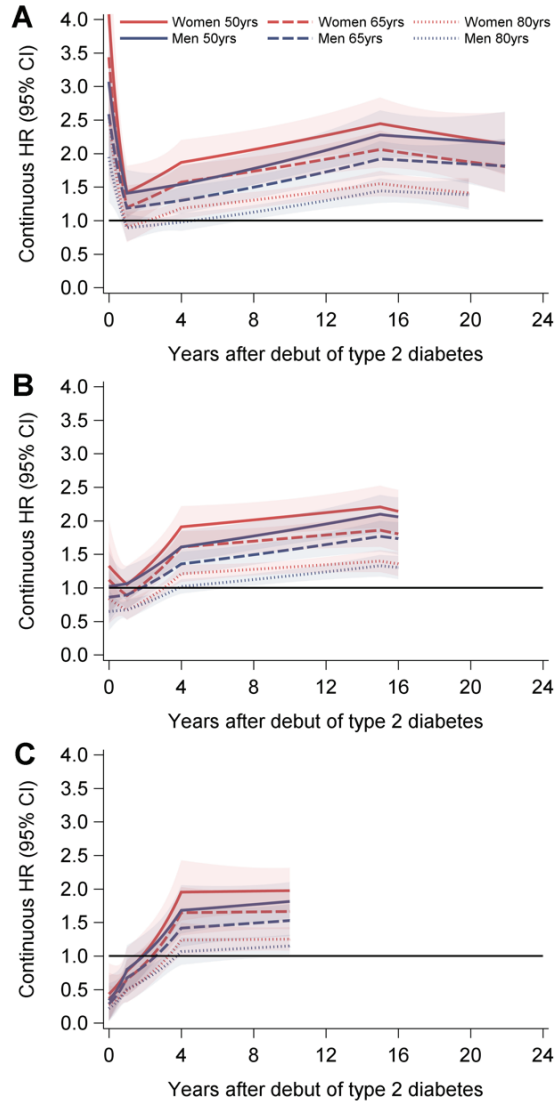 A
Women 50yrs Women 65yrs Women 80yrs
Men 50yrs Men 65yrs Men 80yrs
Continuous HR (95% CI)
4.0
3.5
3.0
2.5
2.0
1.5
1.0
0.5
0.0
0 4 8 12 16 20 24
Years after debut of type 2 diabetes
B
Continuous HR (95% CI)
4.0
3.5
3.0
2.5
2.0
1.5
1.0
0.5
0.0
0 4 8 12 16 20 24
Years after debut of type 2 diabetes
C
Continuous HR (95% CI)
4.0
3.5
3.0
2.5
2.0
1.5
1.0
0.5
0.0
0 4 8 12 16 20 24
Years after debut of type 2 diabetes